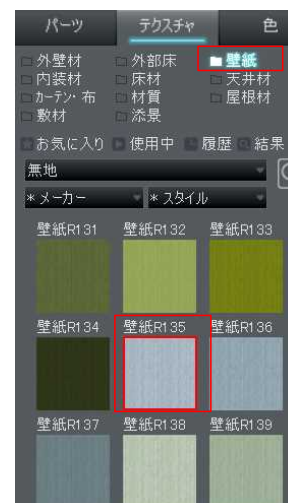 パーツ テクスチャ 色
外壁材 外部床 壁紙
内装材 床材 天井材
カーテン・布 材質 屋根材
敷材 添景
お気に入り 使用中 履歴 結果
無地
*メーカー *スタイル
壁紙R131 壁紙R132 壁紙R133
壁紙R134 壁紙R135 壁紙R136
壁紙R137 壁紙R138 壁紙R139